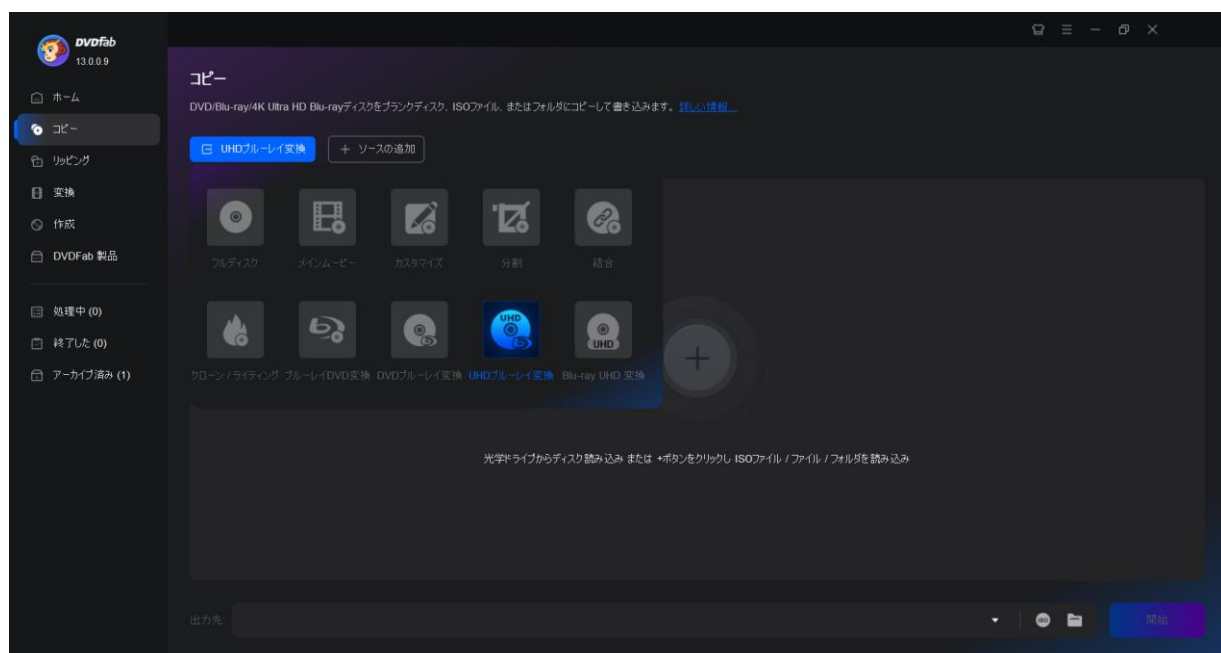 DVDFab
13.0.0.9
ホーム
コピー
リッピング
変換
作成
DVDFab 製品
処理中 (0)
終了した (0)
アーカイブ済み (1)
コピー
DVD/Blu-ray/4K Ultra HD Blu-rayディスクをブランクディスク、ISOファイル、またはフォルダにコピーして書き込みます。 詳しい情報...
UHDブルーレイ変換 + ソースの追加
フルディスク メインムービー カスタマイズ 分割 結合
UHD UHD
クローン / ライティング ブルーレイDVD変換 DVDブルーレイ変換 UHDブルーレイ変換 Blu-ray UHD 変換
光学ドライブからディスク読み込み または +ボタンをクリックし ISOファイル / ファイル / フォルダを読み込み
出力先: ISO 開始